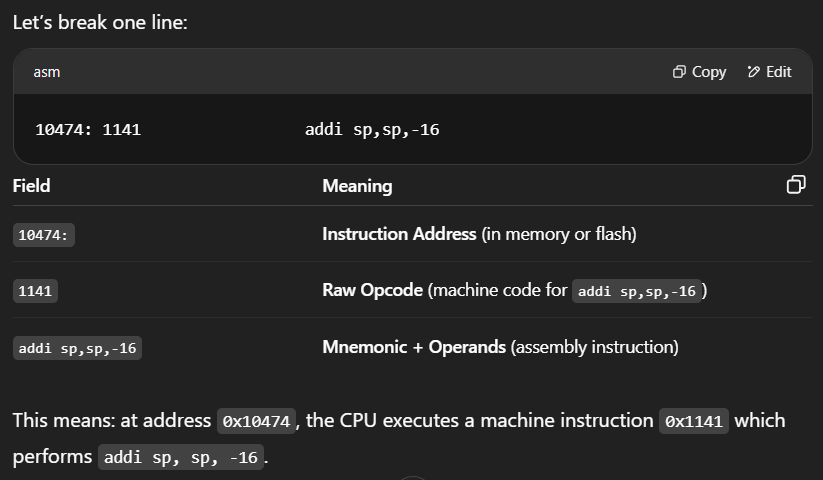 Let's break one line:
asm Copy Edit
10474: 1141 addi sp,sp,-16
Field Meaning
10474: Instruction Address (in memory or flash)
1141 Raw Opcode (machine code for addi sp,sp,-16)
addi sp,sp,-16 Mnemonic + Operands (assembly instruction)
This means: at address 0x10474, the CPU executes a machine instruction 0x1141 which
performs addi sp, sp, -16.